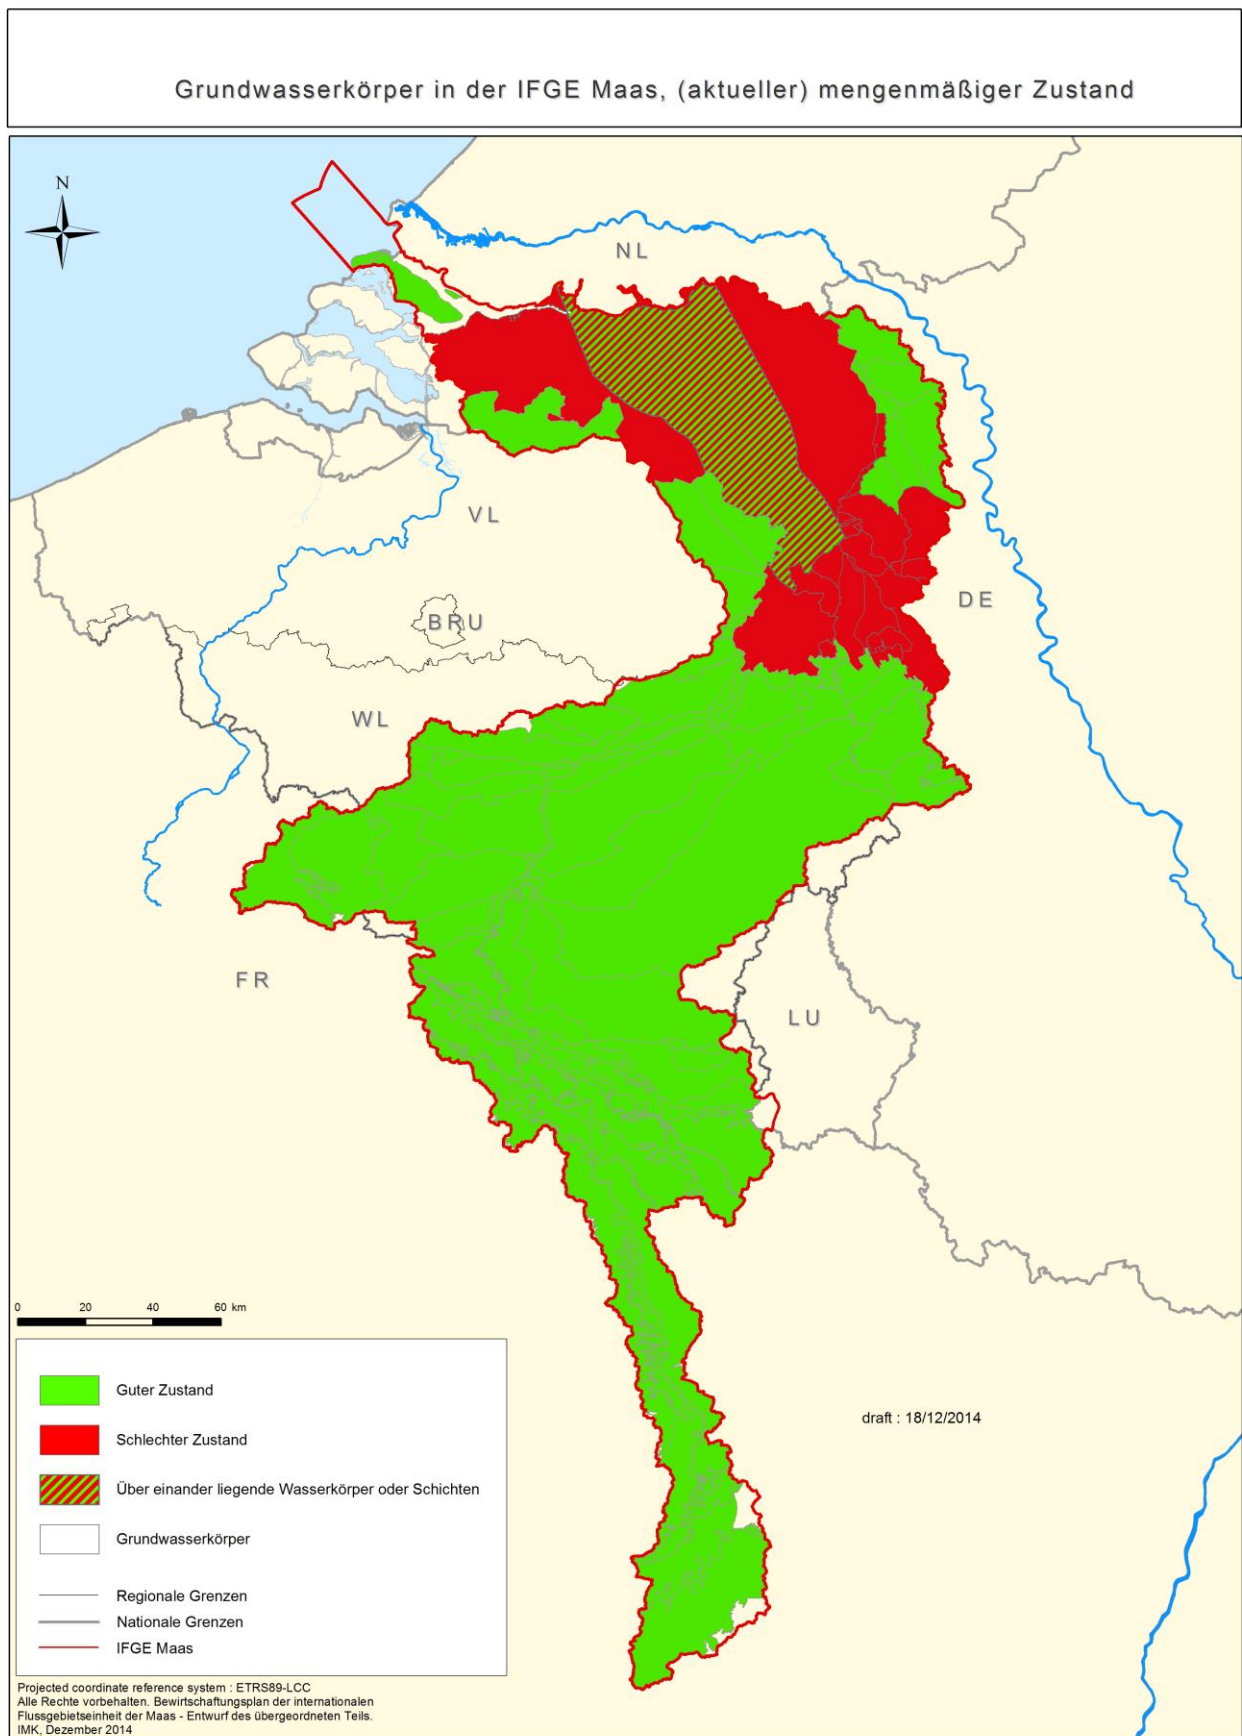 Grundwasserkörper in der IFGE Maas, (aktueller) mengenmäßiger Zustand
N
NL
VL
DE
BRU
WL
FR
LU
0 20 40 60 km
Guter Zustand
Schlechter Zustand
Über einander liegende Wasserkörper oder Schichten
Grundwasserkörper
Regionale Grenzen
Nationale Grenzen
IFGE Maas
draft : 18/12/2014
Projected coordinate reference system : ETRS89-LCC
Alle Rechte vorbehalten. Bewirtschaftungsplan der internationalen
Flussgebietseinheit der Maas - Entwurf des übergeordneten Teils.
IMK, Dezember 2014